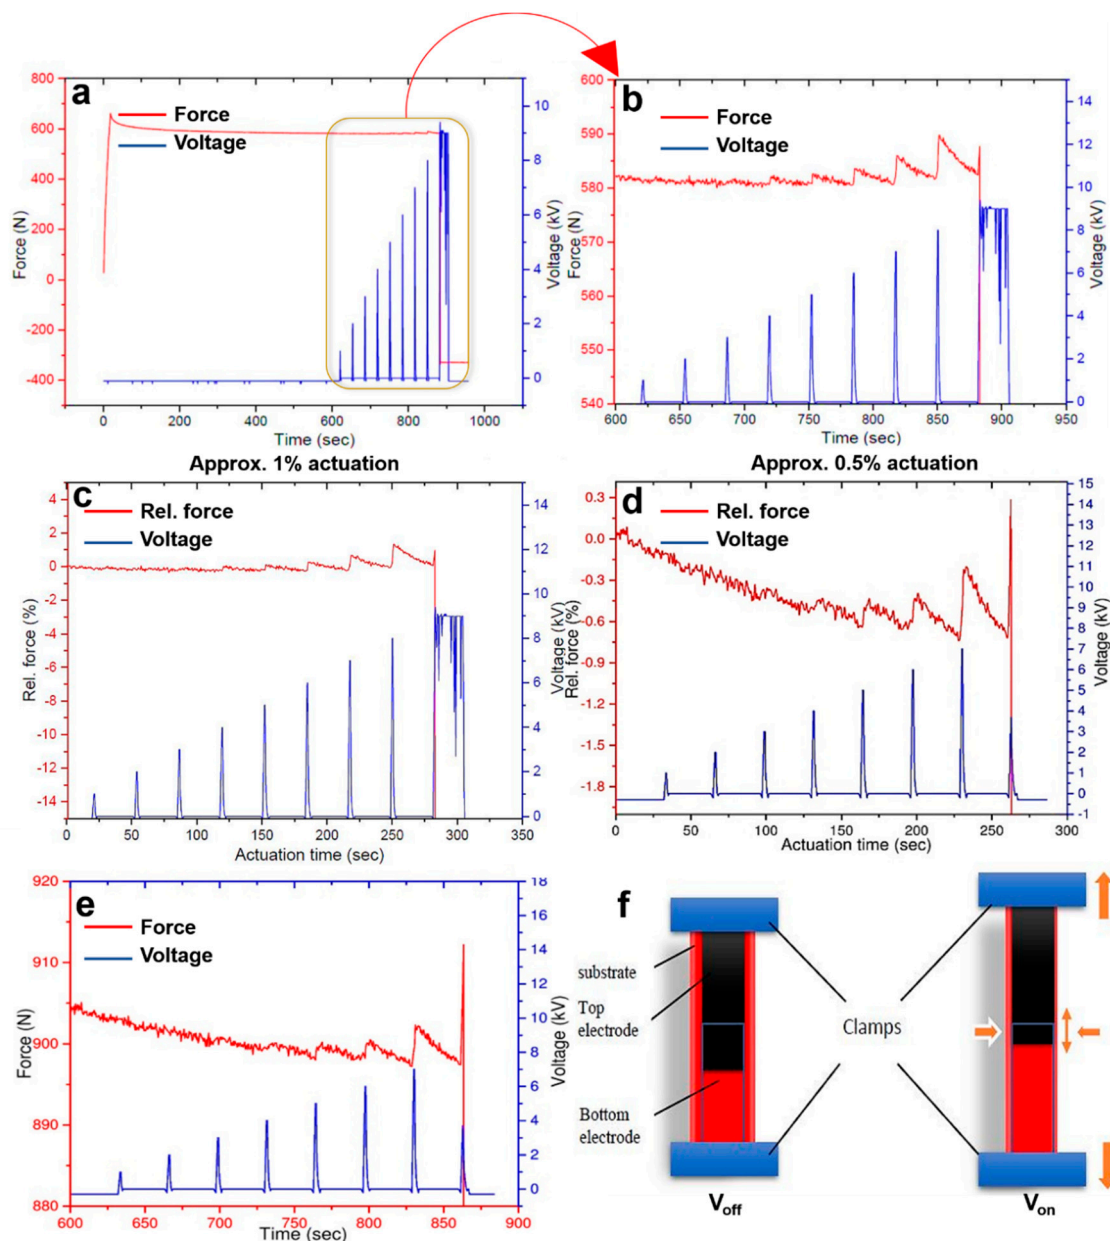 a
Force
Voltage
Force (N)
800
600
400
200
0
-200
-400
0 200 400 600 800 1000
Time (sec)
10
8
6
4
2
0
Voltage (kV)
b
Force
Voltage
Force (N)
600
590
580
570
560
550
540
600 650 700 750 800 850 900 950
Time (sec)
14
12
10
8
6
4
2
0
Voltage (kV)
Approx. 1% actuation
c
Rel. force
Voltage
Rel. force (%)
4
2
0
-2
-4
-6
-8
-10
-12
-14
0 50 100 150 200 250 300 350
Actuation time (sec)
14
12
10
8
6
4
2
0
Voltage (kV)
Approx. 0.5% actuation
d
Rel. force
Voltage
Rel. force (%)
0.3
0.0
-0.3
-0.6
-0.9
-1.2
-1.5
-1.8
0 50 100 150 200 250 300
Actuation time (sec)
15
14
13
12
11
10
9
8
7
6
5
4
3
2
1
0
-1
Voltage (kV)
e
Force
Voltage
Force (N)
920
910
900
890
880
600 650 700 750 800 850 900
Time (sec)
18
16
14
12
10
8
6
4
2
0
Voltage (kV)
f
substrate
Top
electrode
Clamps
Bottom
electrode
Voff
Von